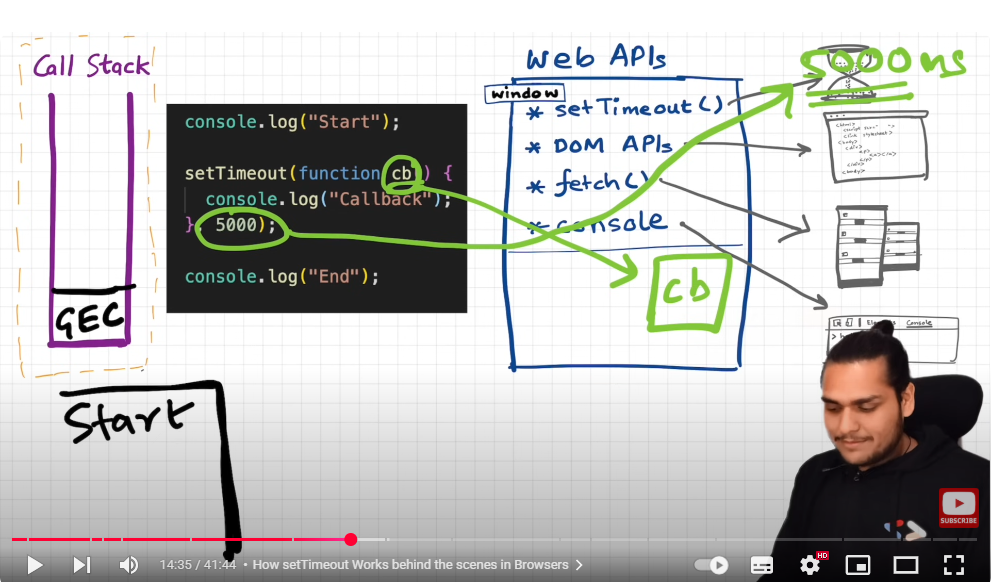 Call Stack
GEC
Start
console.log("Start");
setTimeout(function cb() {
console.log("Callback");
}, 5000);
console.log("End");
Web APIs
window
* setTimeout()
* DOM APIs
* fetch()
* console
cb
5000ms
Console
SUBSCRIBE
14:35 / 41:44 • How setTimeout Works behind the scenes in Browsers
HD